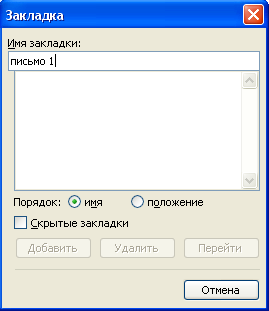 Закладка
Имя закладки:
письмо 1
Порядок: имя положение
Скрытые закладки
Добавить Удалить Перейти
Отмена